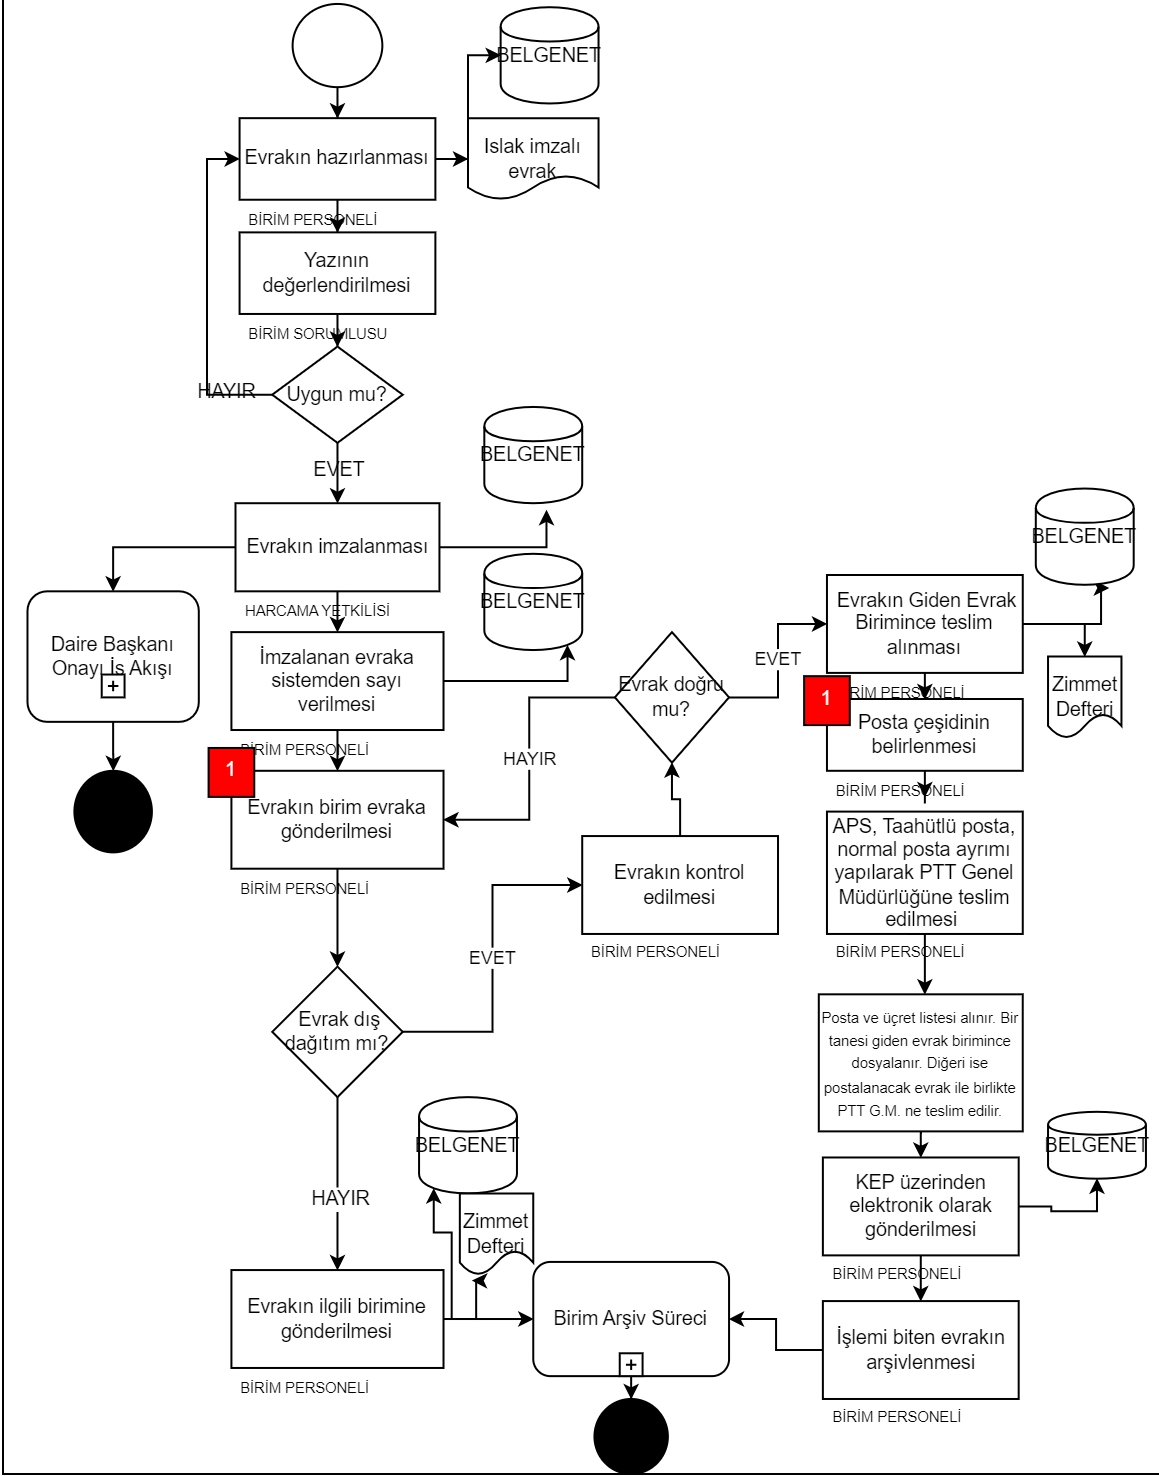 BELGENET
Evrakın hazırlanması
Islak imzalı
evrak
BİRİM PERSONELİ
Yazının
değerlendirilmesi
BİRİM SORUMLUSU
HAYIR
Uygun mu?
EVET
BELGENET
Evrakın imzalanması
HARCAMA YETKİLİSİ
BELGENET
Daire Başkanı
Onayı İş Akışı
İmzalanan evraka
sistemden sayı
verilmesi
BİRİM PERSONELİ
1
Evrakın birim evraka
gönderilmesi
BİRİM PERSONELİ
Evrak dış
dağıtım mı?
EVET
Evrakın kontrol
edilmesi
BİRİM PERSONELİ
Evrak doğru
mu?
HAYIR
EVET
BELGENET
Evrakın Giden Evrak
Birimince teslim
alınması
Zimmet
Defteri
BİRİM PERSONELİ
1
Posta çeşidinin
belirlenmesi
BİRİM PERSONELİ
APS, Taahütlü posta,
normal posta ayrımı
yapılarak PTT Genel
Müdürlüğüne teslim
edilmesi
BİRİM PERSONELİ
Posta ve üçret listesi alınır. Bir
tanesi giden evrak birimince
dosyalanır. Diğeri ise
postalanacak evrak ile birlikte
PTT G.M. ne teslim edilir.
BELGENET
KEP üzerinden
elektronik olarak
gönderilmesi
BİRİM PERSONELİ
İşlemi biten evrakın
arşivlenmesi
BİRİM PERSONELİ
HAYIR
BELGENET
Zimmet
Defteri
Evrakın ilgili birimine
gönderilmesi
BİRİM PERSONELİ
Birim Arşiv Süreci